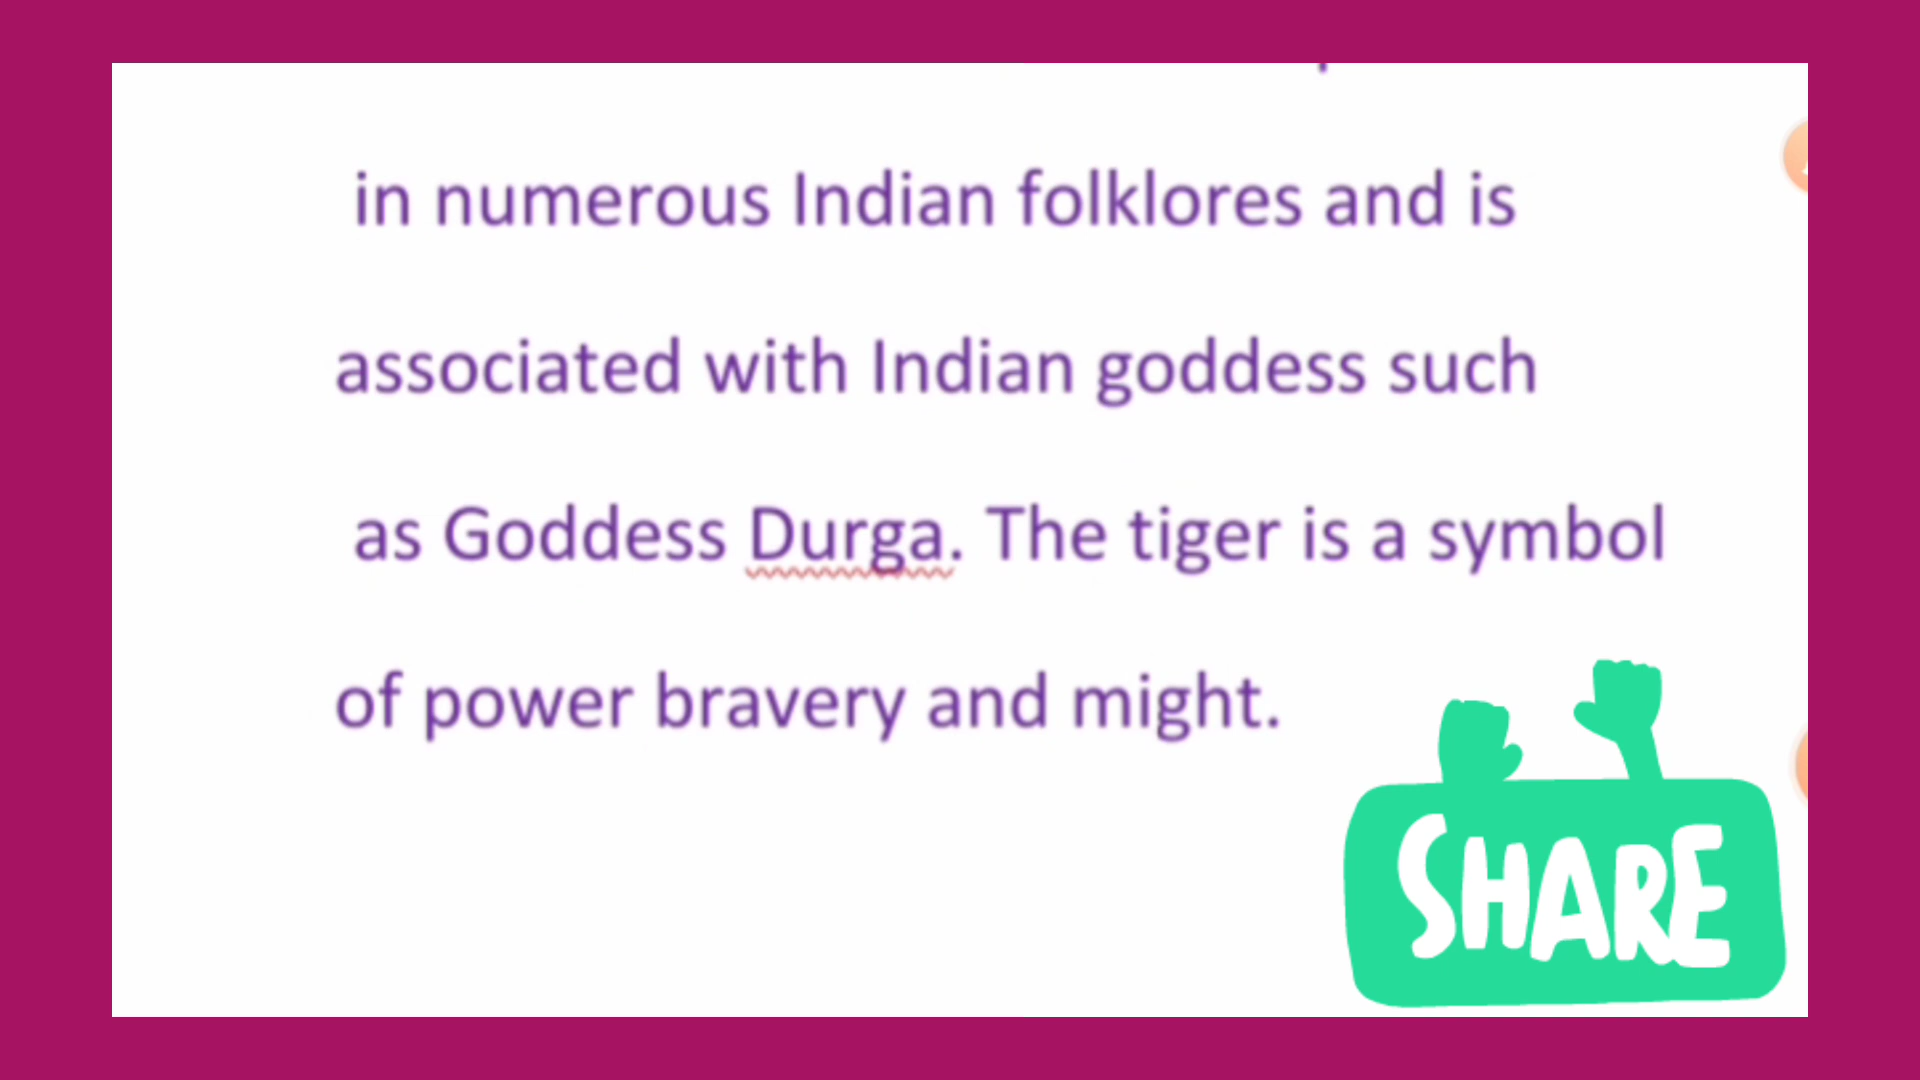 in numerous Indian folklores and is
associated with Indian goddess such
as Goddess Durga. The tiger is a symbol
of power bravery and might.
SHARE